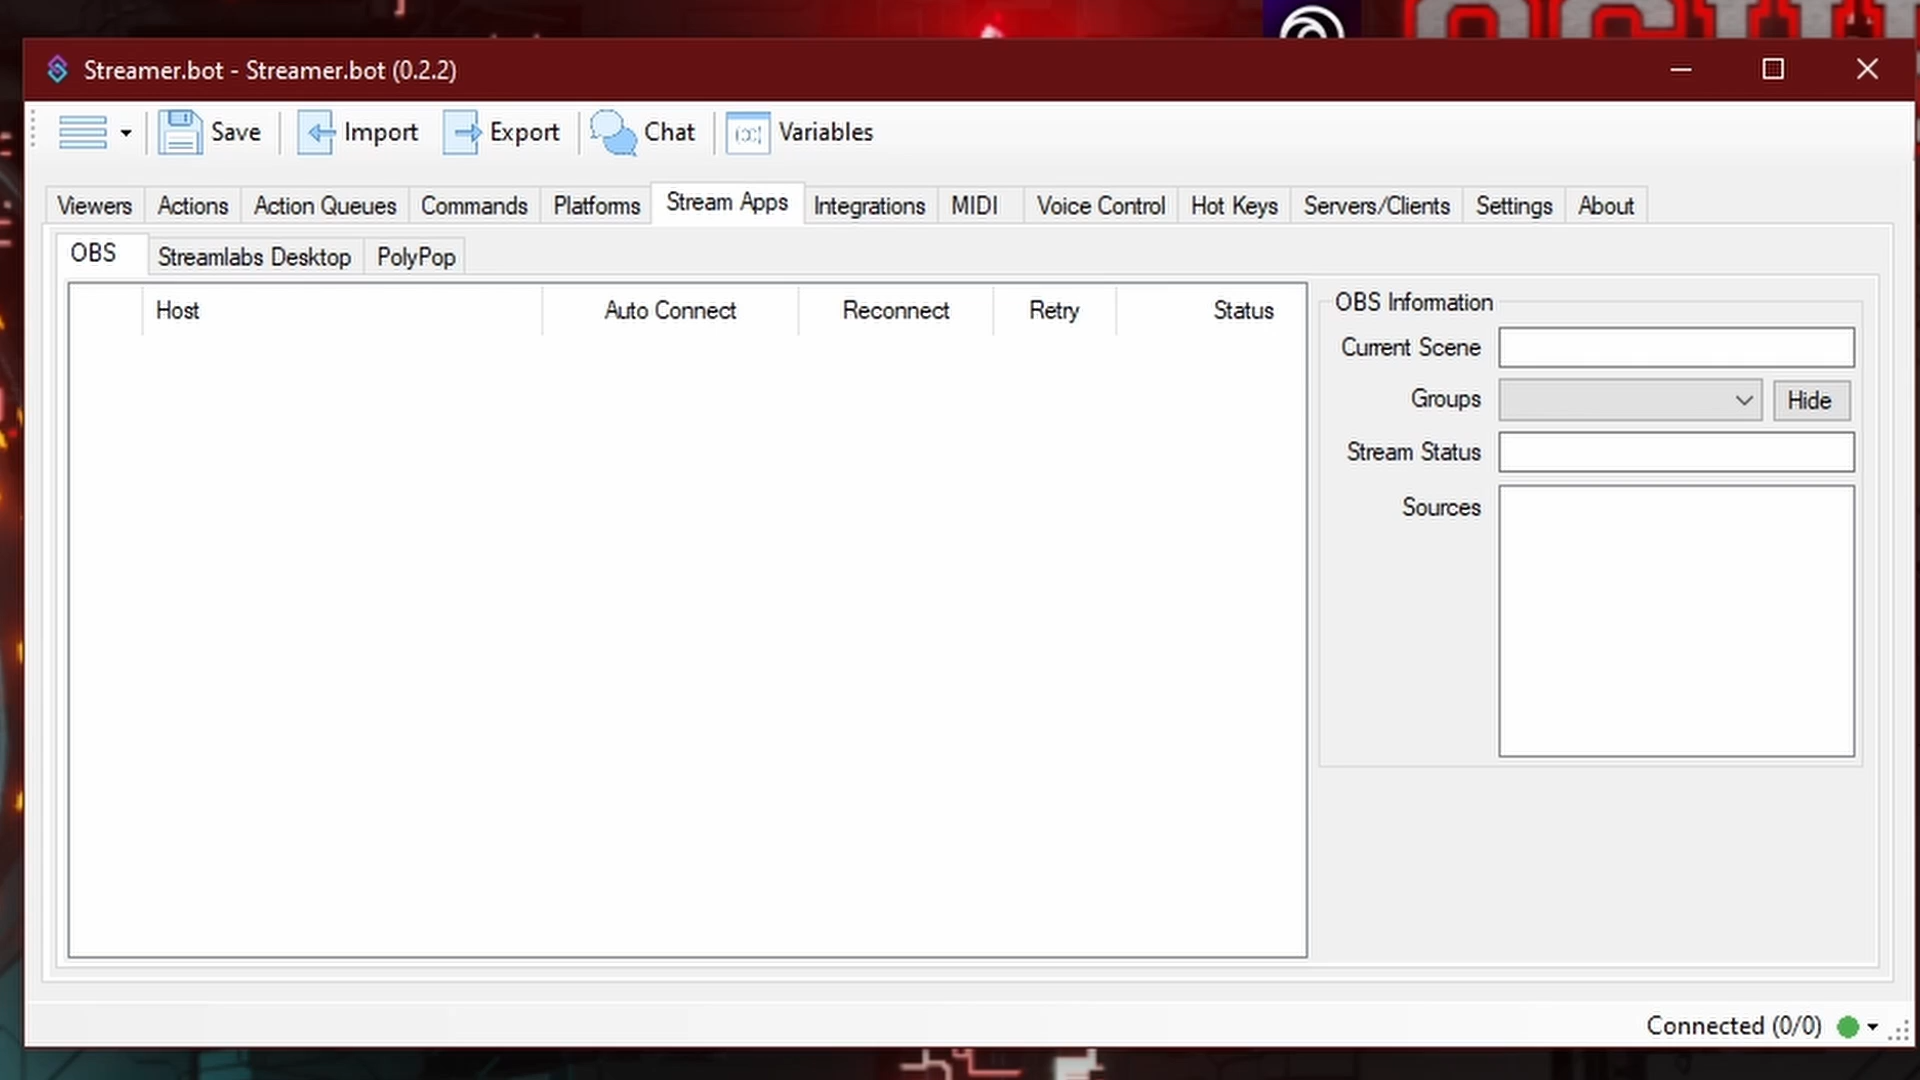 Streamer.bot - Streamer.bot (0.2.2)
Save Import Export Chat Variables
Viewers Actions Action Queues Commands Platforms Stream Apps Integrations MIDI Voice Control Hot Keys Servers/Clients Settings About
OBS Streamlabs Desktop PolyPop
Host Auto Connect Reconnect Retry Status
OBS Information
Current Scene
Groups Hide
Stream Status
Sources
Connected (0/0)